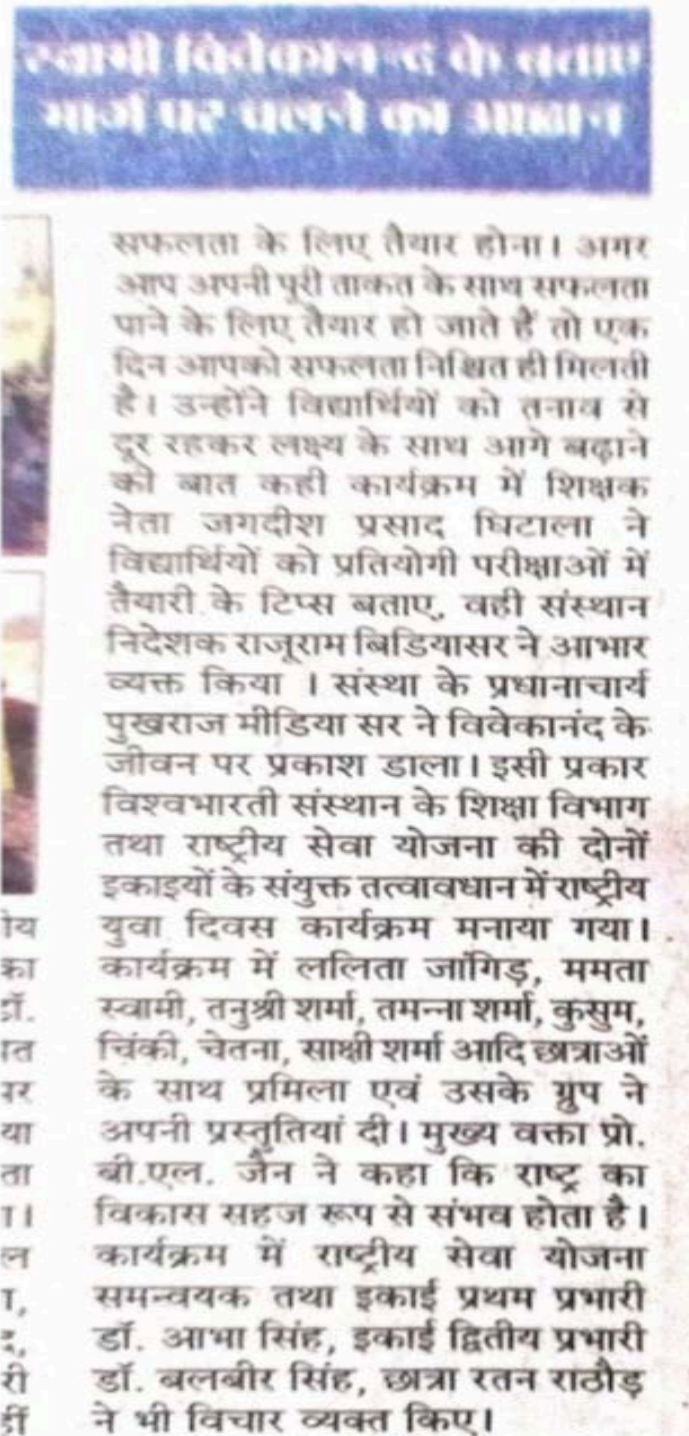 स्वामी विवेकानन्द के बताए
मार्ग पर चलने का आह्वान
सफलता के लिए तैयार होना। अगर
आप अपनी पूरी ताकत के साथ सफलता
पाने के लिए तैयार हो जाते हैं तो एक
दिन आपको सफलता निश्चित ही मिलती
है। उन्होंने विद्यार्थियों को तनाव से
दूर रहकर लक्ष्य के साथ आगे बढ़ाने
की बात कही कार्यक्रम में शिक्षक
नेता जगदीश प्रसाद घिटाला ने
विद्यार्थियों को प्रतियोगी परीक्षाओं में
तैयारी के टिप्स बताए, वही संस्थान
निदेशक राजूराम बिडियासर ने आभार
व्यक्त किया । संस्था के प्रधानाचार्य
पुखराज मीडिया सर ने विवेकानंद के
जीवन पर प्रकाश डाला। इसी प्रकार
विश्वभारती संस्थान के शिक्षा विभाग
तथा राष्ट्रीय सेवा योजना की दोनों
इकाइयों के संयुक्त तत्वावधान में राष्ट्रीय
युवा दिवस कार्यक्रम मनाया गया।
कार्यक्रम में ललिता जांगिड़, ममता
स्वामी, तनुश्री शर्मा, तमन्ना शर्मा, कुसुम,
चिंकी, चेतना, साक्षी शर्मा आदि छात्राओं
के साथ प्रमिला एवं उसके ग्रुप ने
अपनी प्रस्तुतियां दी। मुख्य वक्ता प्रो.
बी.एल. जैन ने कहा कि राष्ट्र का
विकास सहज रूप से संभव होता है।
कार्यक्रम में राष्ट्रीय सेवा योजना
समन्वयक तथा इकाई प्रथम प्रभारी
डॉ. आभा सिंह, इकाई द्वितीय प्रभारी
डॉ. बलबीर सिंह, छात्रा रतन राठौड़
ने भी विचार व्यक्त किए।